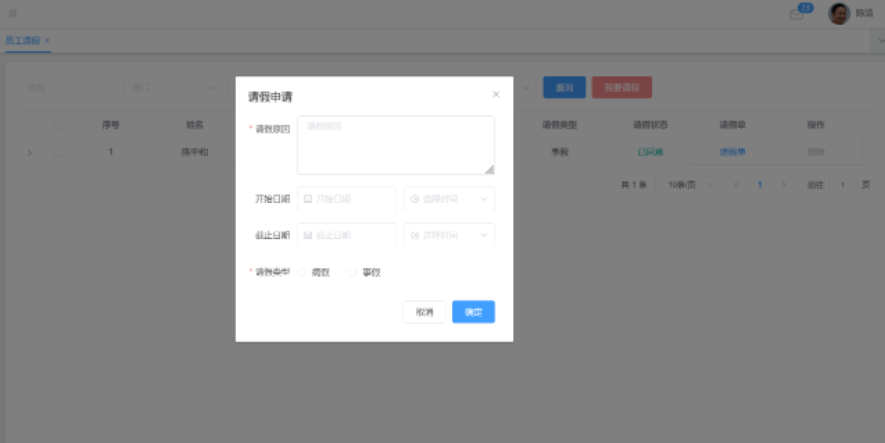 23
员工请假 ×
姓名 部门 查询 我要请假
请假申请
序号 姓名 请假类型 请假状态 请假单 操作
* 请假原因 请假原因
1 陈中和 事假 已同意 请假单
共 1 条 10条/页 1 前往 1 页
开始日期 开始日期 选择时间
截止日期 截止日期 选择时间
* 请假类型 病假 事假
取消 确定